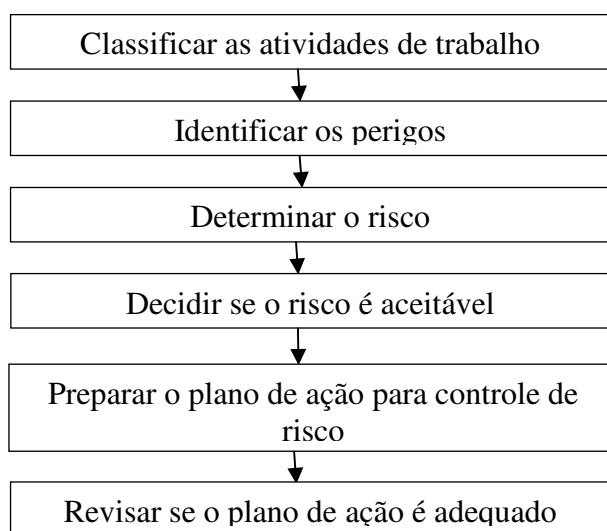 Classificar as atividades de trabalho
Identificar os perigos
Determinar o risco
Decidir se o risco é aceitável
Preparar o plano de ação para controle de
risco
Revisar se o plano de ação é adequado